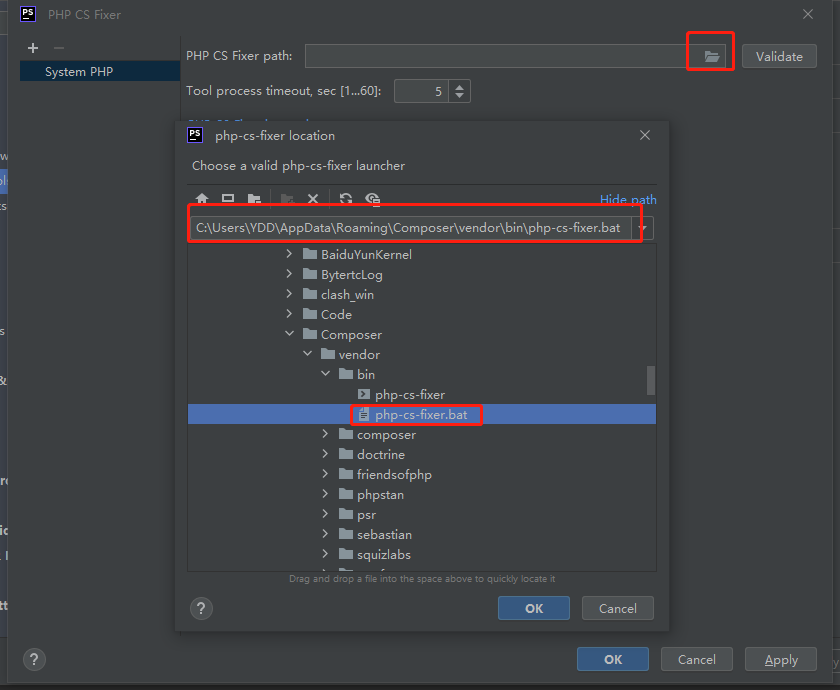 PS PHP CS Fixer
System PHP
PHP CS Fixer path:
Validate
Tool process timeout, sec [1...60]:
5
PS php-cs-fixer location
Choose a valid php-cs-fixer launcher
Hide path
C:\Users\YDD\AppData\Roaming\Composer\vendor\bin\php-cs-fixer.bat
BaiduYunKernel
BytertcLog
clash_win
Code
Composer
vendor
bin
php-cs-fixer
php-cs-fixer.bat
composer
doctrine
friendsofphp
phpstan
psr
sebastian
squizlabs
Drag and drop a file into the space above to quickly locate it
?
OK
Cancel
?
OK
Cancel
Apply